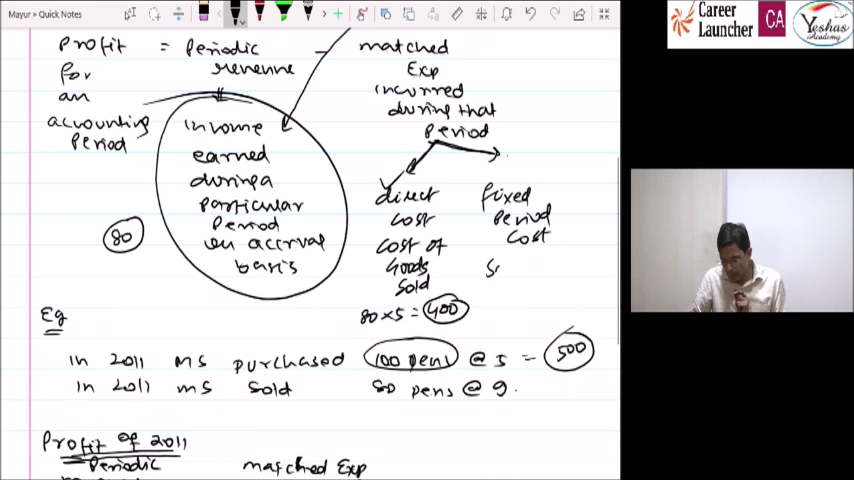 Mayur » Quick Notes
Career
Launcher
CA
Yeshas
Academy
Profit = Periodic - matched
revenue Exp
for incurred
an during that
accounting period
Period
income
earned
during a
particular
period
on accrual
basis
80
direct fixed
cost period
cost of cost
Goods
Sold
80 × 5 = 400
Eg
in 2011 MS purchased 100 pens @ 5 = 500
in 2011 MS Sold 80 pens @ 9.
Profit of 2011
Periodic matched Exp